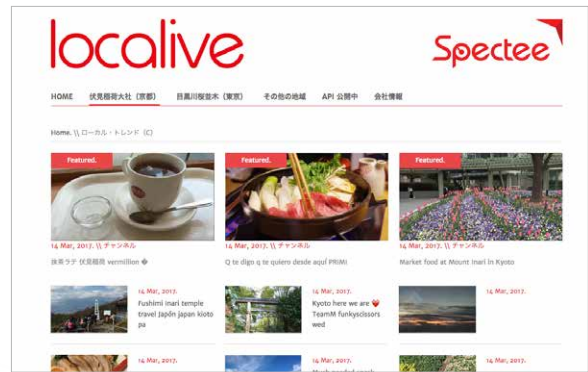 localive
Spectee
HOME 伏見稲荷大社（京都） 目黒川桜並木（東京） その他の地域 API 公開中 会社情報
Home. \\ ローカル・トレンド（C）
Featured. Featured. Featured.
14 Mar, 2017. \\ チャンネル 14 Mar, 2017. \\ チャンネル 14 Mar, 2017. \\ チャンネル
抹茶ラテ 伏見稲荷 vermillion � Q te digo q te quiero desde aquí PRIMI Market food at Mount Inari in Kyoto
14 Mar, 2017. 14 Mar, 2017. 14 Mar, 2017.
Fushimi Inari temple Kyoto here we are ❤
travel Japón japan kioto TeamM funkyscissors
pa wed
14 Mar, 2017. 14 Mar, 2017. 14 Mar, 2017.